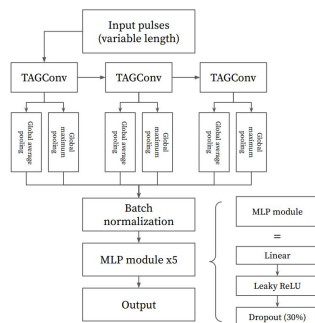 Input pulses
(variable length)
TAGConv
TAGConv
TAGConv
Global average
pooling
Global
maximum
pooling
Global average
pooling
Global
maximum
pooling
Global average
pooling
Global
maximum
pooling
Batch
normalization
MLP module x5
Output
MLP module
=
Linear
Leaky ReLU
Dropout (30%)